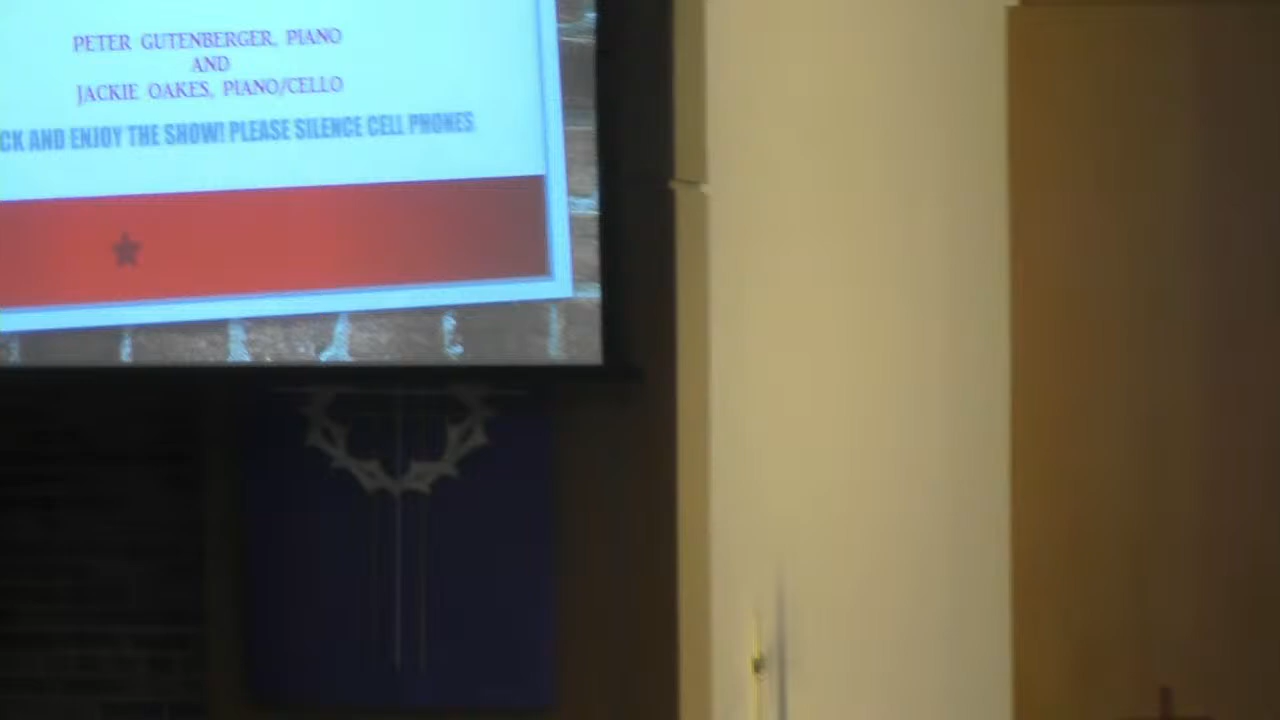 PETER GUTENBERGER, PIANO
AND
JACKIE OAKES, PIANO/CELLO
CK AND ENJOY THE SHOW! PLEASE SILENCE CELL PHONES